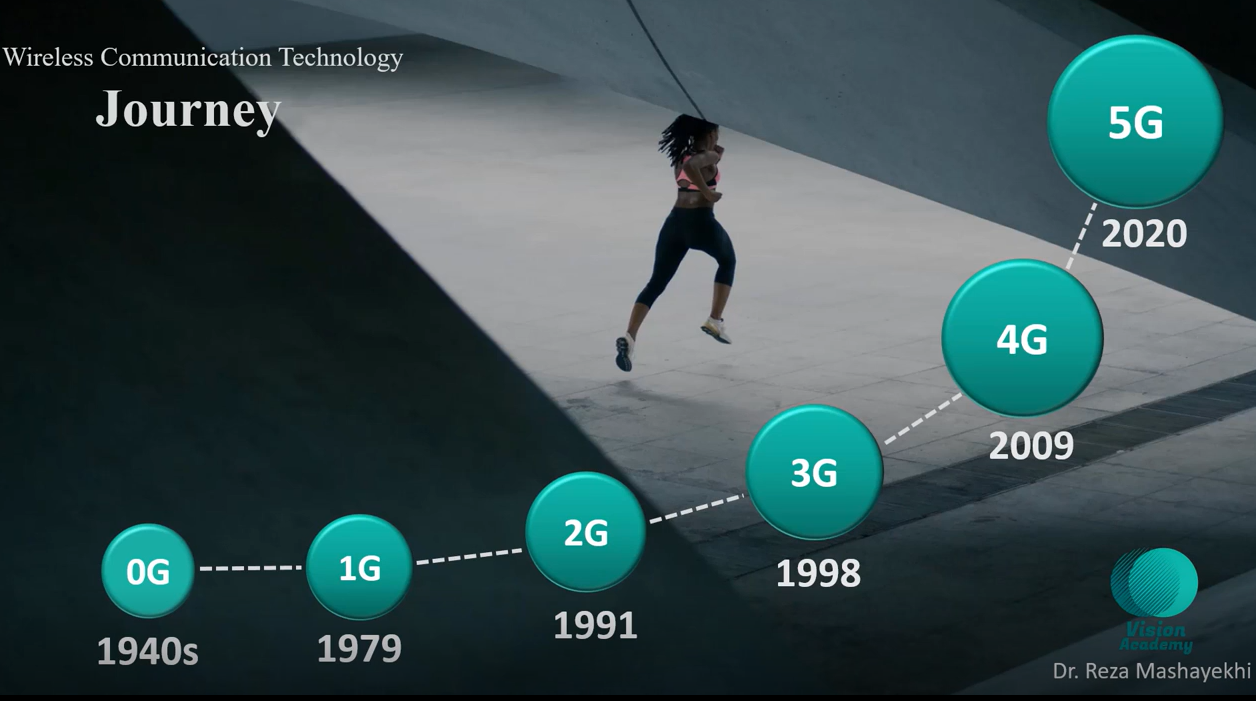 Wireless Communication Technology
Journey
5G
2020
4G
2009
3G
1998
2G
1991
1G
1979
0G
1940s
Vision
Academy
Dr. Reza Mashayekhi